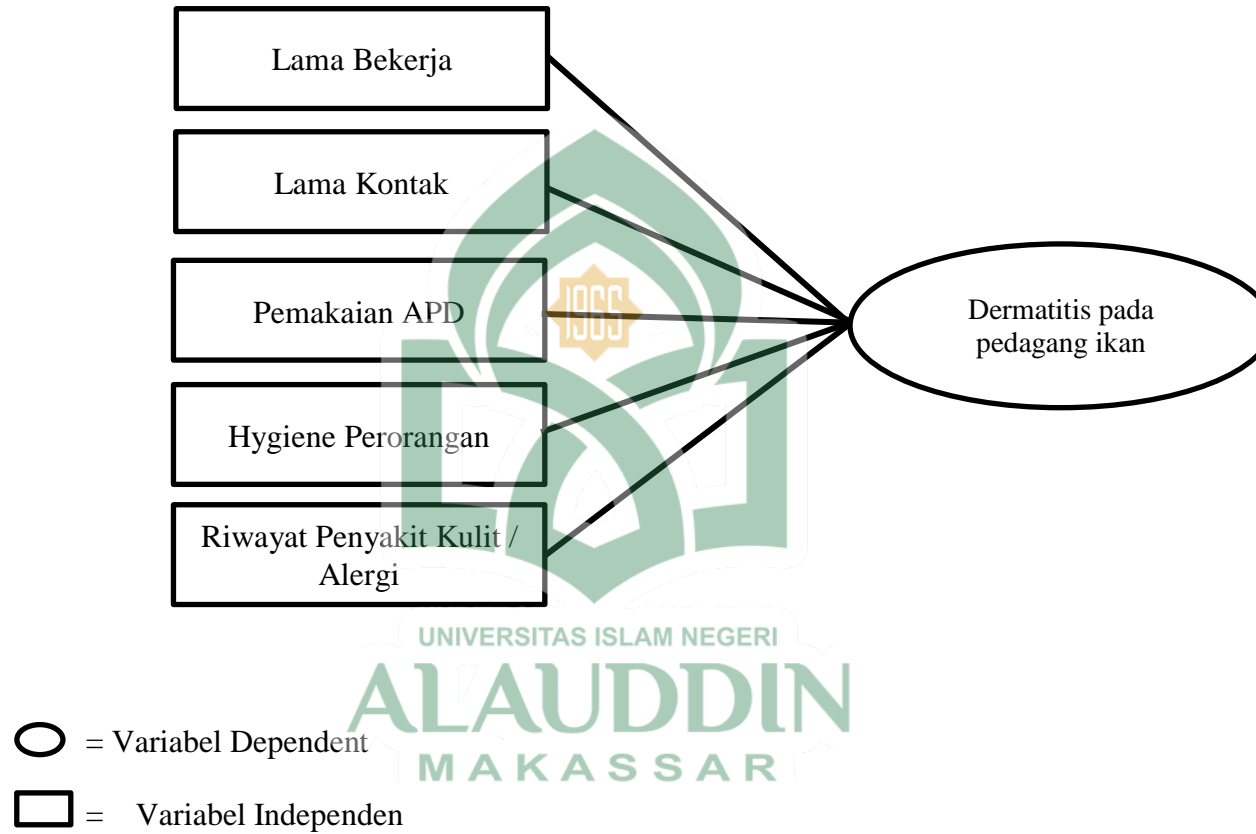 Lama Bekerja
Lama Kontak
Pemakaian APD
1965
Hygiene Perorangan
Riwayat Penyakit Kulit /
Alergi
Dermatitis pada
pedagang ikan
UNIVERSITAS ISLAM NEGERI
ALAUDDIN
MAKASSAR
= Variabel Dependent
= Variabel Independen